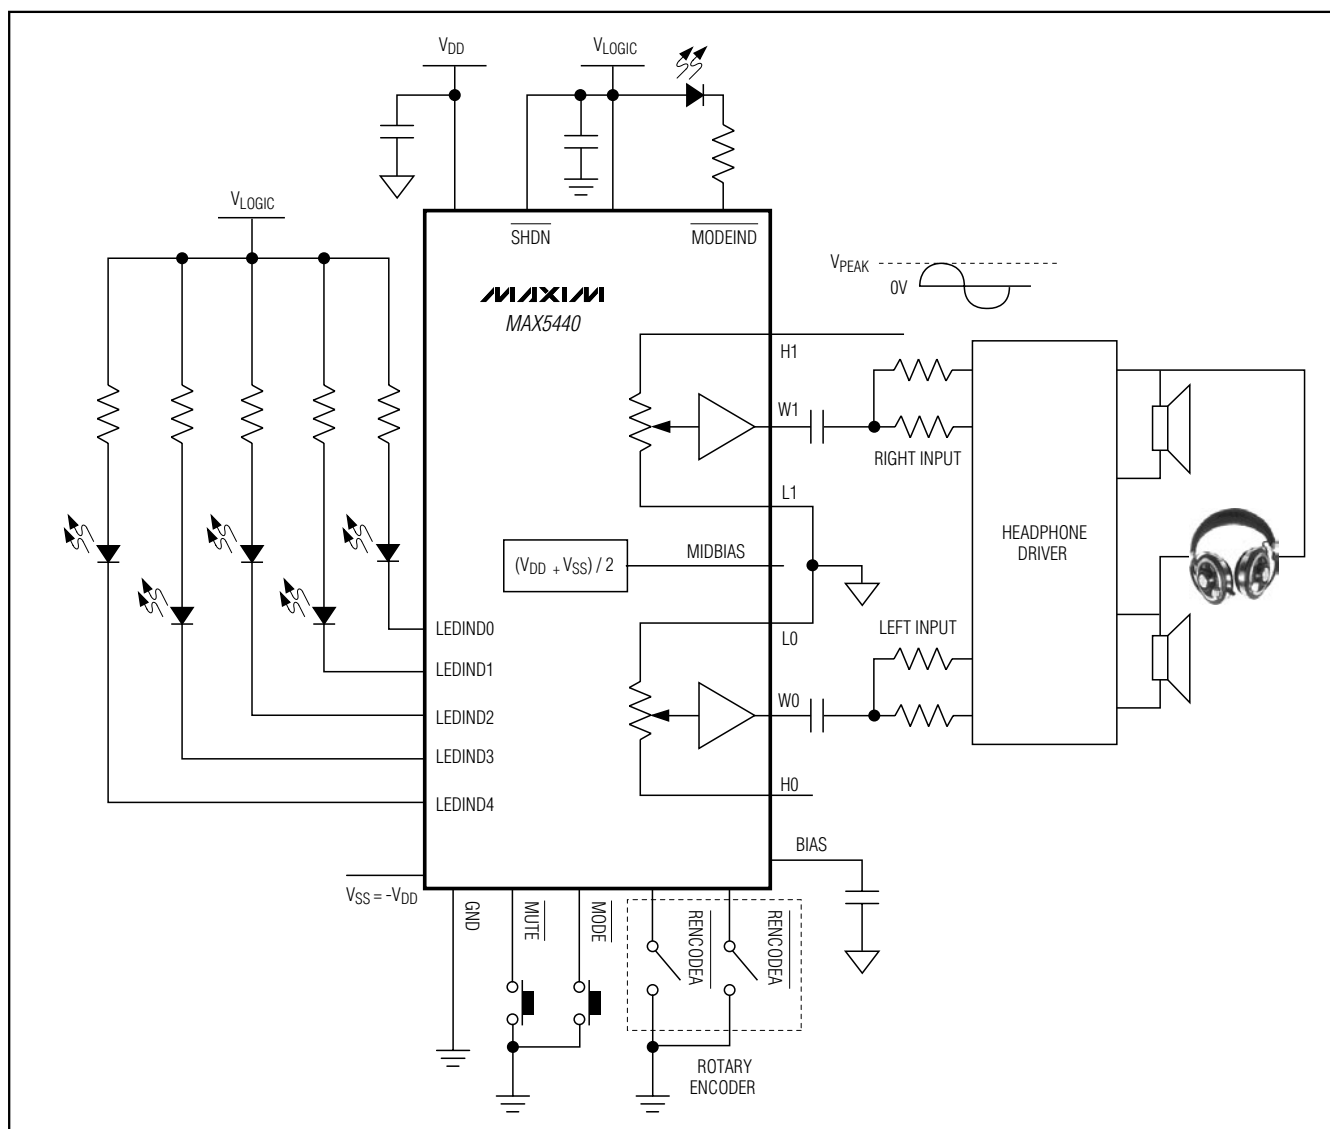 VDD
VLOGIC
VLOGIC
SHDN
MODEIND
MAXIM
MAX5440
VPEAK
0V
H1
W1
RIGHT INPUT
L1
HEADPHONE
DRIVER
MIDBIAS
(VDD + VSS) / 2
LEDIND0
LEFT INPUT
L0
LEDIND1
W0
LEDIND2
LEDIND3
H0
LEDIND4
BIAS
VSS = -VDD
GND
MUTE
MODE
RENCODEA
RENCODEA
ROTARY
ENCODER